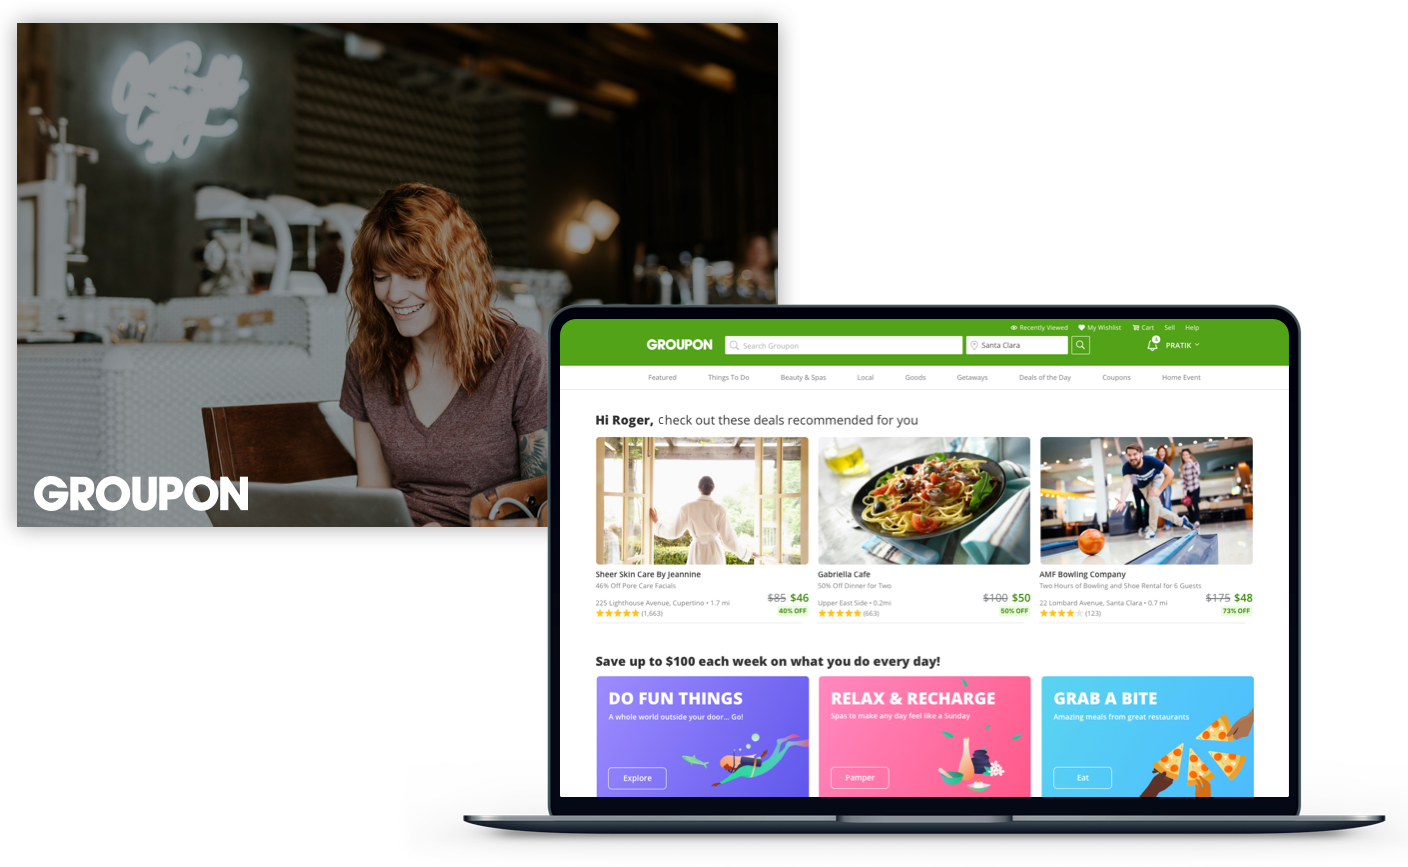 GROUPON
Recently Viewed My Wishlist Cart Sell Help
GROUPON Search Groupon Santa Clara 4 PRATIK
Featured Things To Do Beauty & Spas Local Goods Getaways Deals of the Day Coupons Home Event
Hi Roger, check out these deals recommended for you
Sheer Skin Care By Jeannine
46% Off Pore Care Facials
225 Lighthouse Avenue, Cupertino • 1.7 mi
(1,663)
$85 $46
40% OFF
Gabriella Cafe
50% Off Dinner for Two
Upper East Side • 0.2mi
(663)
$100 $50
50% OFF
AMF Bowling Company
Two Hours of Bowling and Shoe Rental for 6 Guests
22 Lombard Avenue, Santa Clara • 0.7 mi
(123)
$175 $48
73% OFF
Save up to $100 each week on what you do every day!
DO FUN THINGS
A whole world outside your door... Go!
Explore
RELAX & RECHARGE
Spas to make any day feel like a Sunday
Pamper
GRAB A BITE
Amazing meals from great restaurants
Eat